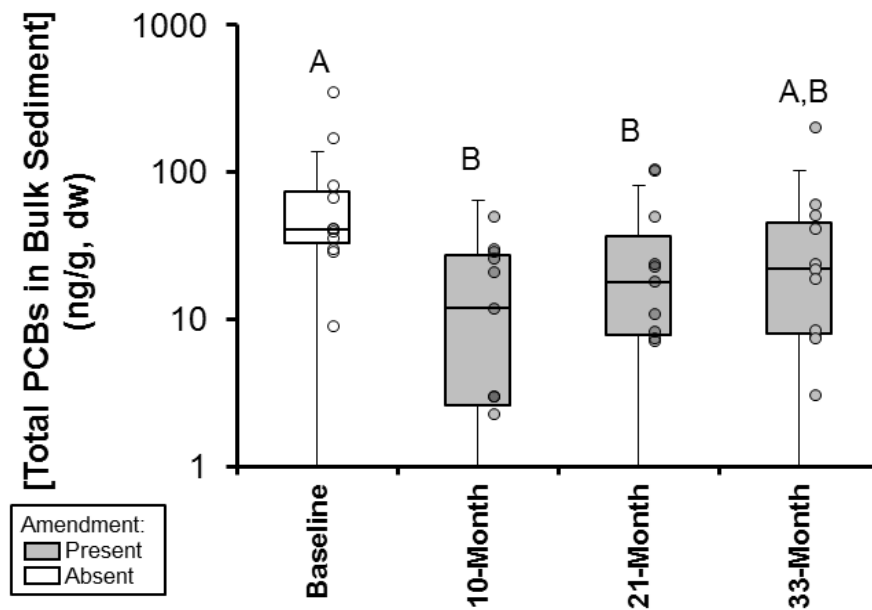 [Total PCBs in Bulk Sediment]
(ng/g, dw)
1000
100
10
1
A
B
B
A,B
Baseline
10-Month
21-Month
33-Month
Amendment:
Present
Absent